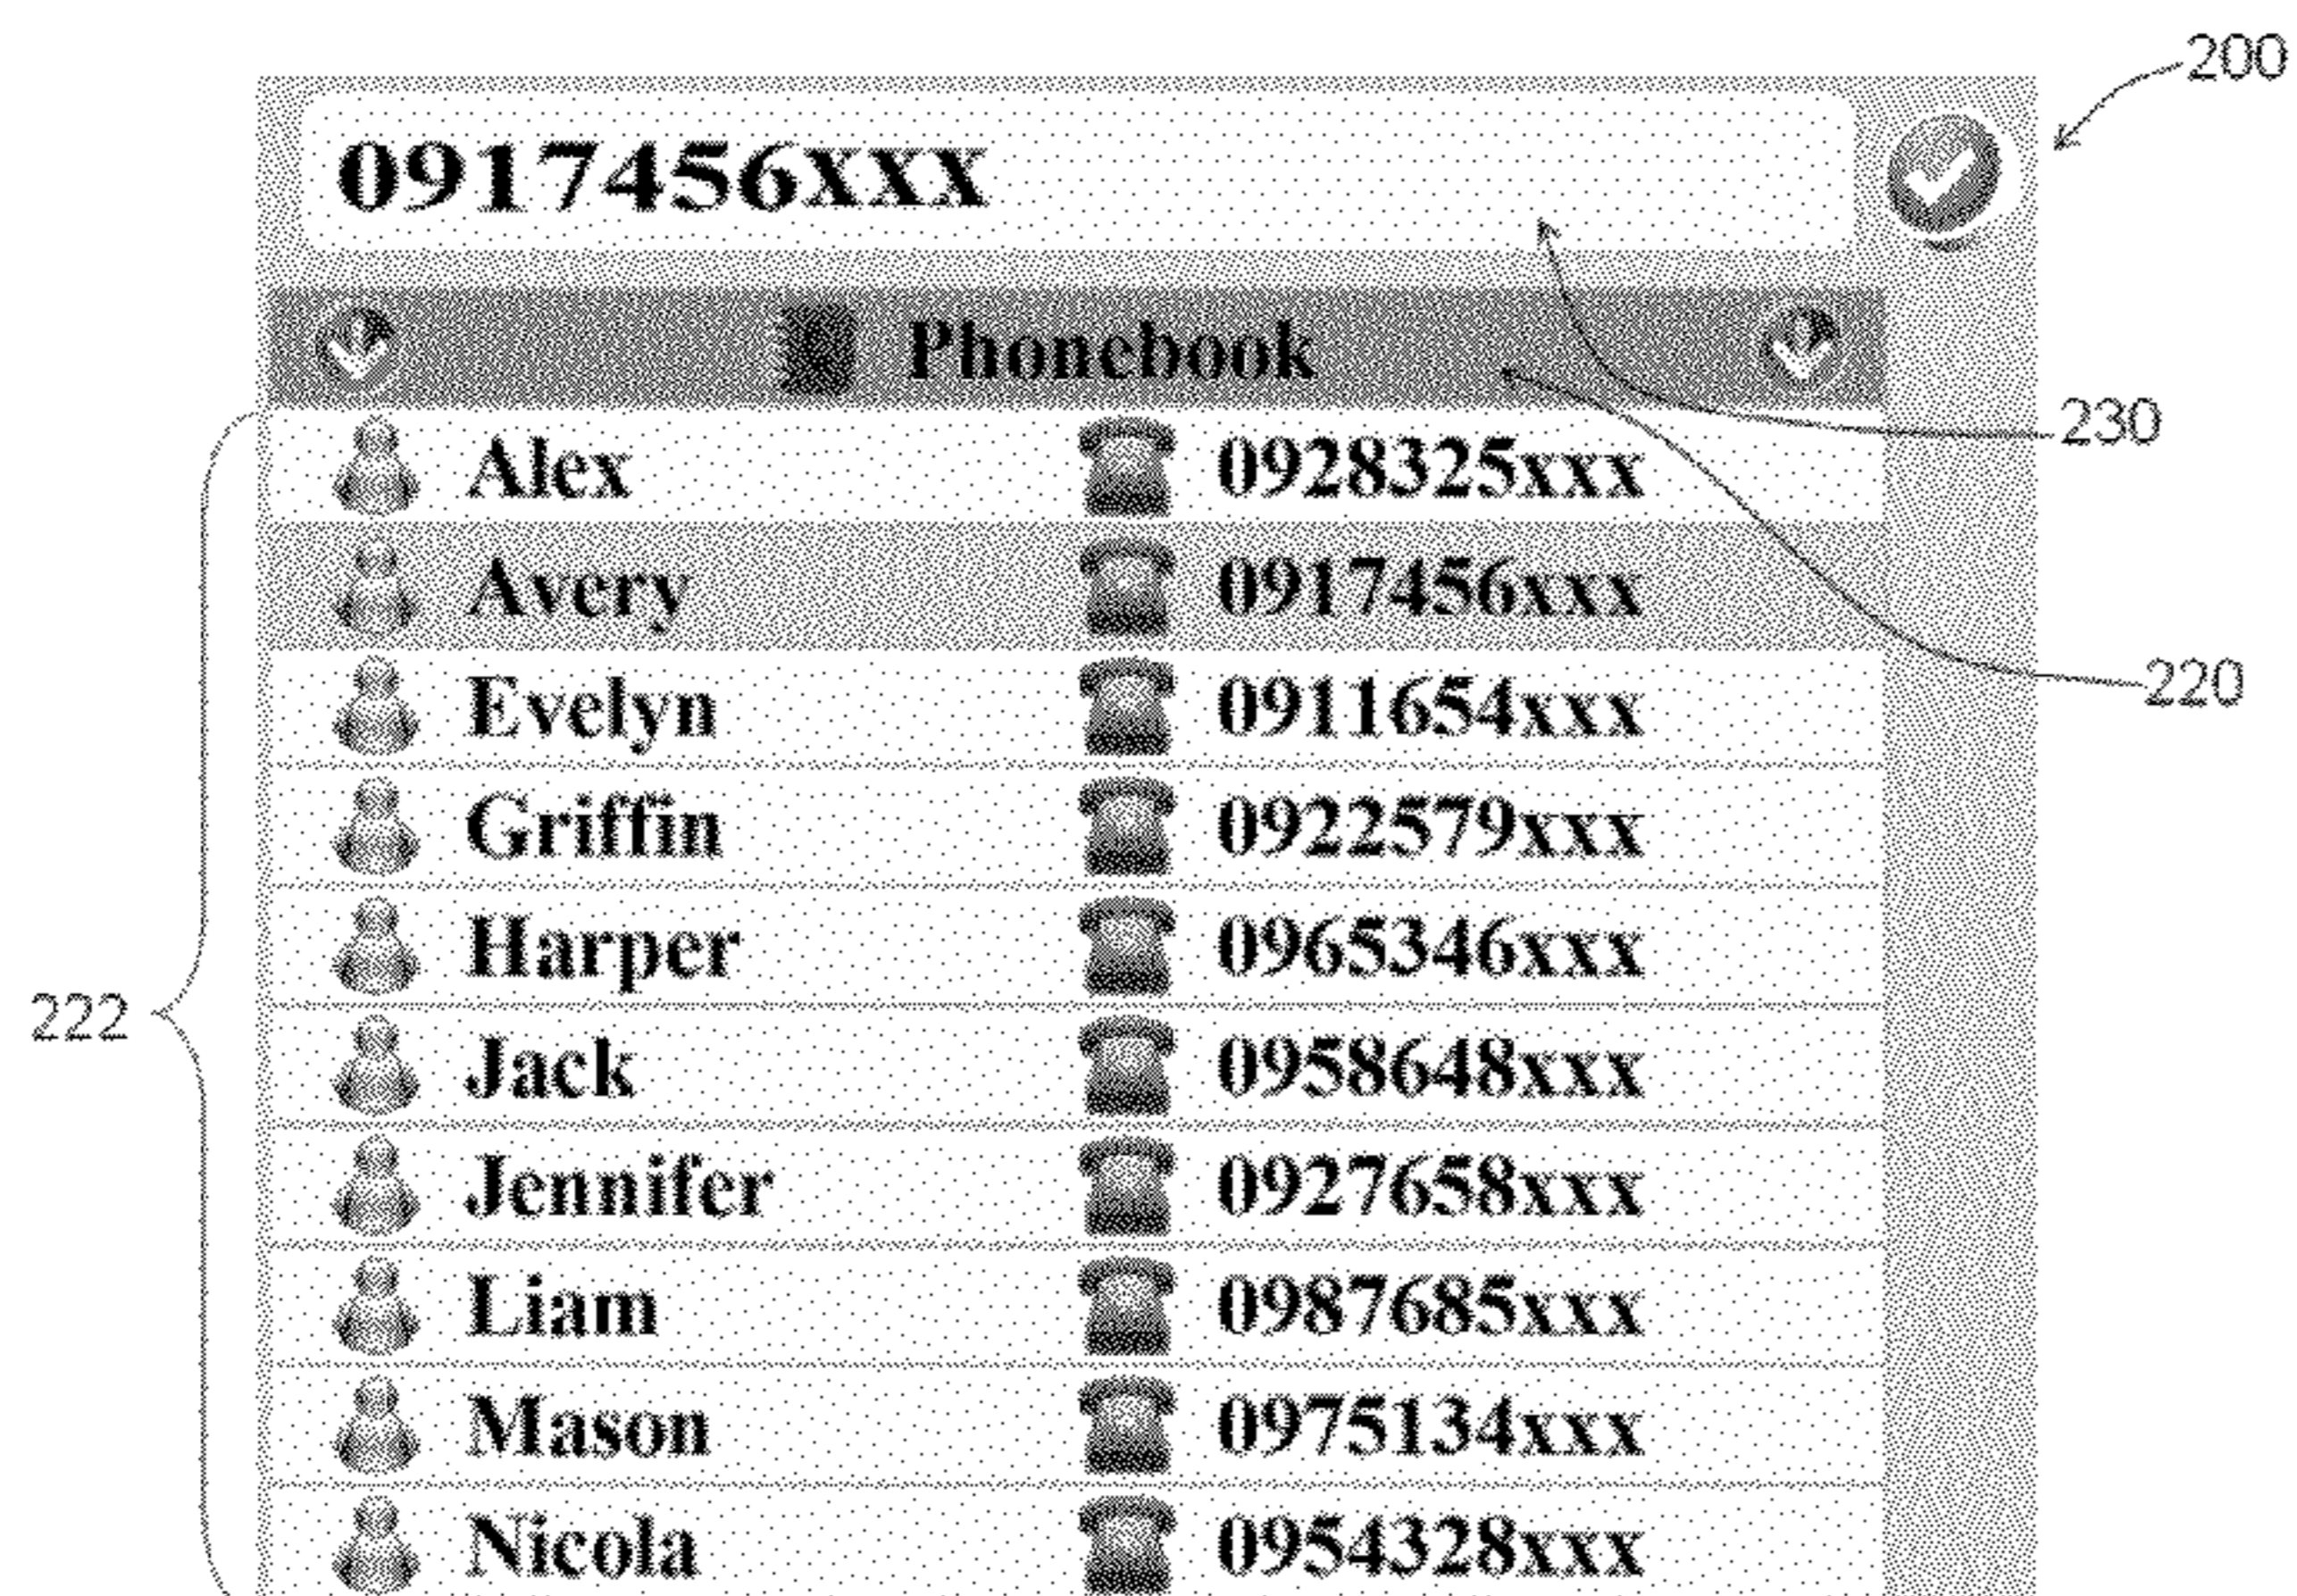 200
0917456XXX
Phonebook
Alex 0928325xxx
230
Avery 0917456xxx
Evelyn 0911654xxx
220
Griffin 0922579xxx
Harper 0965346xxx
222
Jack 0958648xxx
Jennifer 0927658xxx
Liam 0987685xxx
Mason 0975134xxx
Nicola 0954328xxx